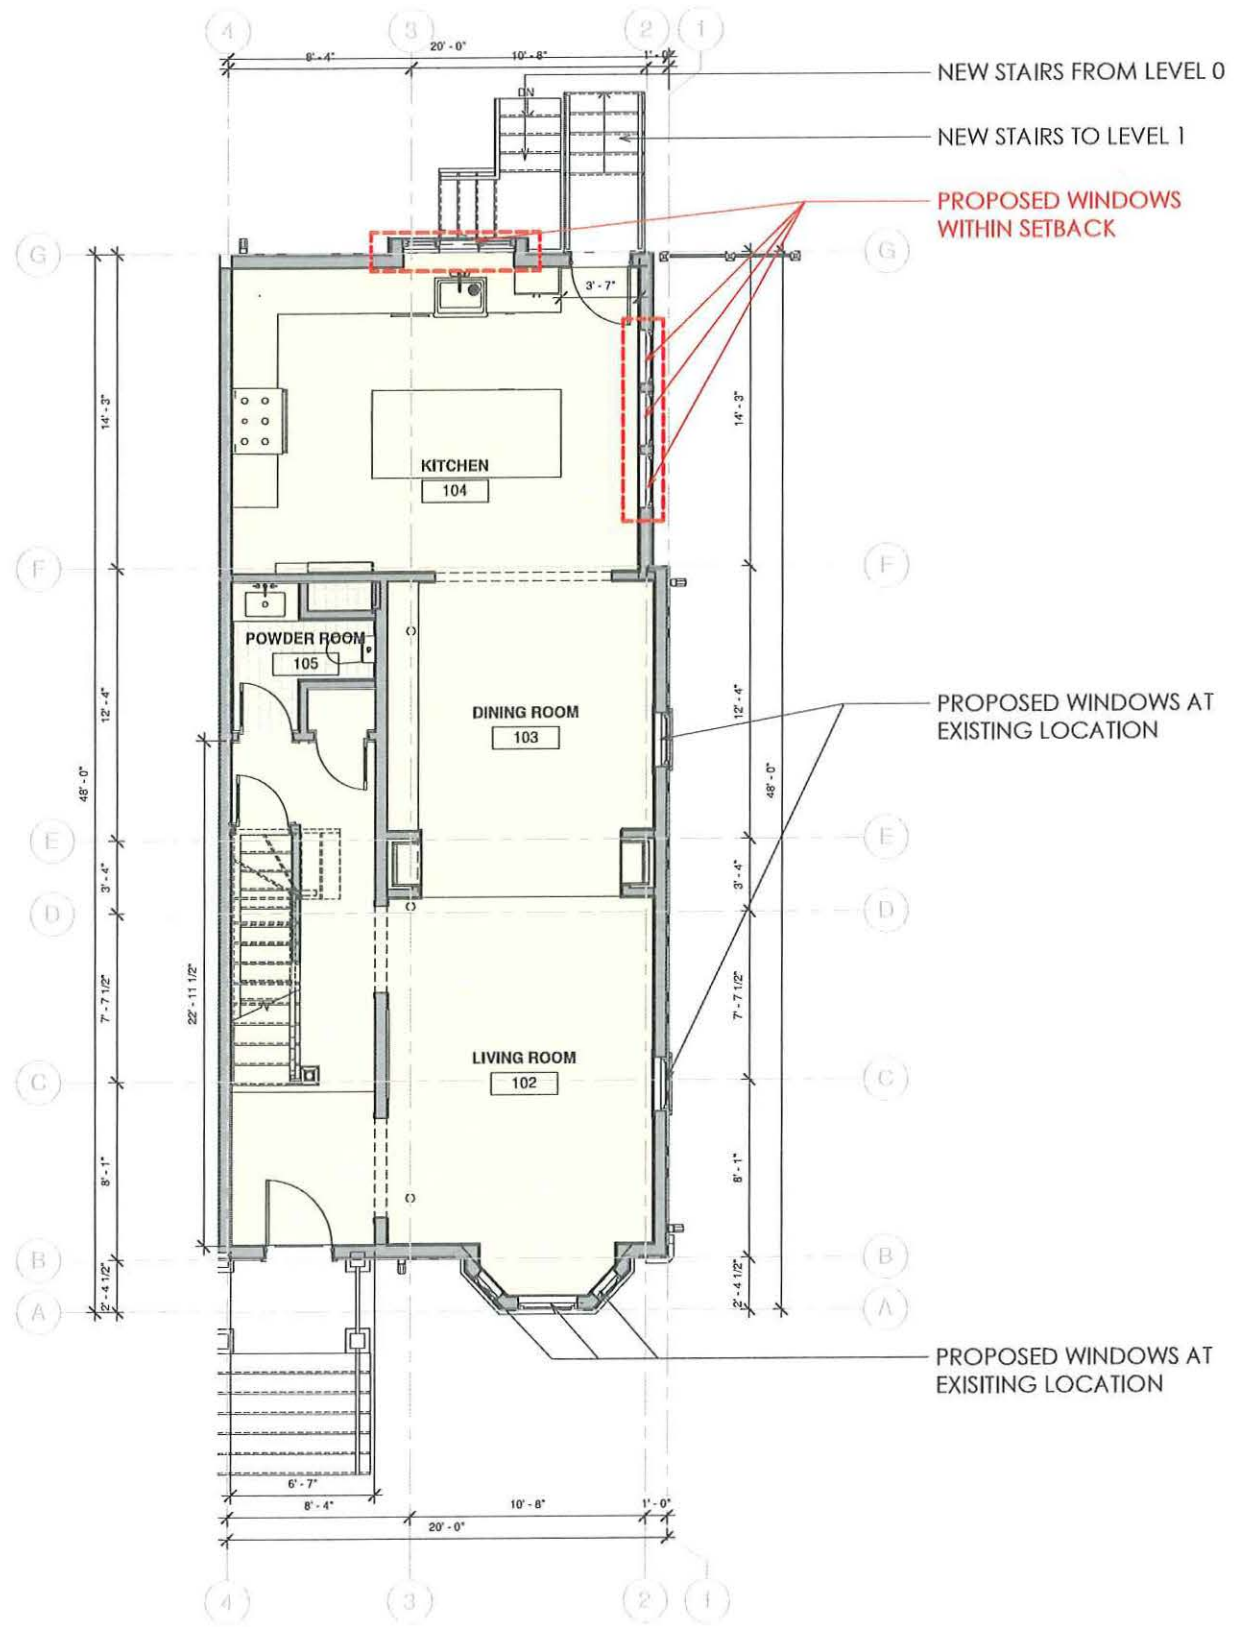 4
3
2
1
20' - 0"
8' - 4"
10' - 8"
1' - 0"
NEW STAIRS FROM LEVEL 0
DN
NEW STAIRS TO LEVEL 1
PROPOSED WINDOWS
WITHIN SETBACK
G
G
3' - 7"
14' - 3"
14' - 3"
KITCHEN
104
F
F
POWDER ROOM
105
12' - 4"
12' - 4"
DINING ROOM
103
PROPOSED WINDOWS AT
EXISTING LOCATION
48' - 0"
48' - 0"
E
E
3' - 4"
3' - 4"
D
D
22' - 11 1/2"
7' - 7 1/2"
7' - 7 1/2"
LIVING ROOM
102
C
C
8' - 1"
8' - 1"
B
B
2' - 4 1/2"
2' - 4 1/2"
A
A
PROPOSED WINDOWS AT
EXISITING LOCATION
6' - 7"
8' - 4"
10' - 8"
1' - 0"
20' - 0"
4
3
2
1